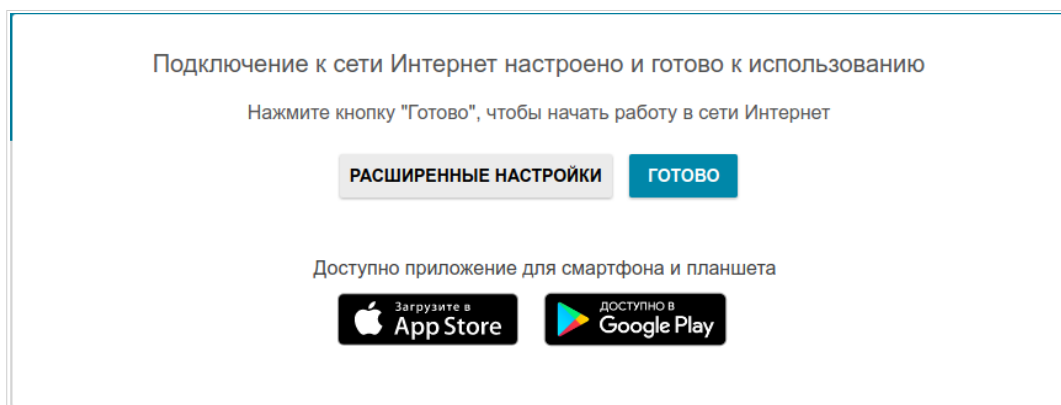 Подключение к сети Интернет настроено и готово к использованию
Нажмите кнопку "Готово", чтобы начать работу в сети Интернет
РАСШИРЕННЫЕ НАСТРОЙКИ ГОТОВО
Доступно приложение для смартфона и планшета
Загрузите в
App Store
ДОСТУПНО В
Google Play